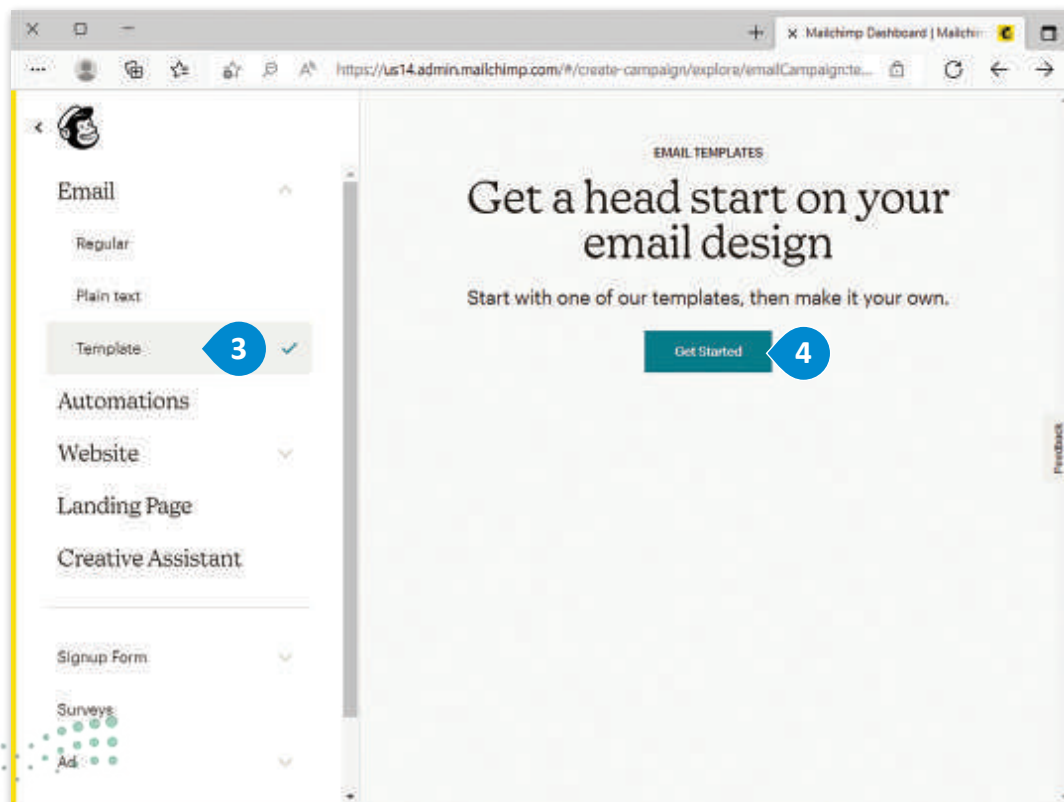 Mailchimp Dashboard | Mailchi
https://us14.admin.mailchimp.com/#/create-campaign/explore/emailCampaign:te...
Email
Regular
Plain text
Template
3
Automations
Website
Landing Page
Creative Assistant
Signup Form
Surveys
Ad
EMAIL TEMPLATES
Get a head start on your
email design
Start with one of our templates, then make it your own.
Get Started
4
Feedback